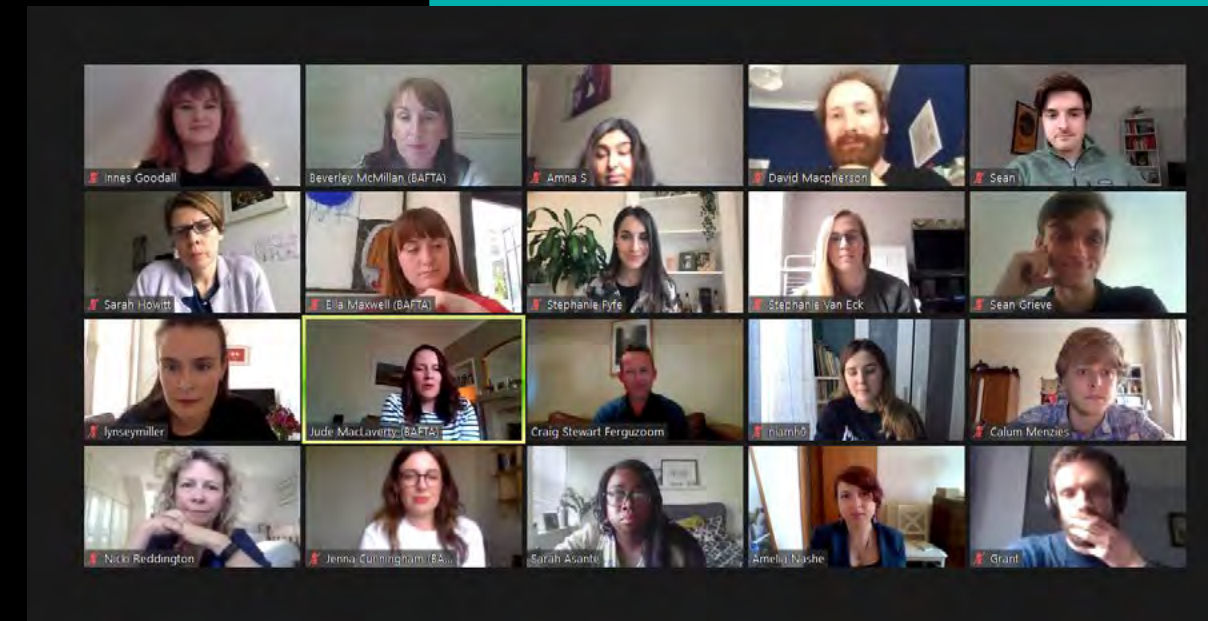 Innes Goodall
Beverley McMillan (BAFTA)
Amna S
David Macpherson
Sean
Sarah Howitt
Ella Maxwell (BAFTA)
Stephanie Fyfe
Stephanie Van Eck
Sean Grieve
lynseymiller
Jude MacLaverty (BAFTA)
Craig Stewart Ferguzoom
Calum Menzies
Nicki Reddington
Jenna Cunningham (BA...
Sarah Asante
Amelia Nashe
Grant